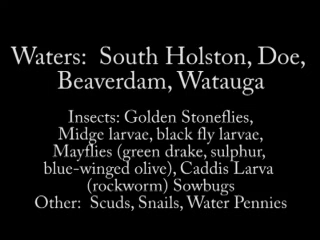 Waters:  South Holston, Doe,
Beaverdam, Watauga
Insects: Golden Stoneflies,
Midge larvae, black fly larvae,
Mayflies (green drake, sulphur,
blue-winged olive), Caddis Larva
(rockworm) Sowbugs
Other:  Scuds, Snails, Water Pennies